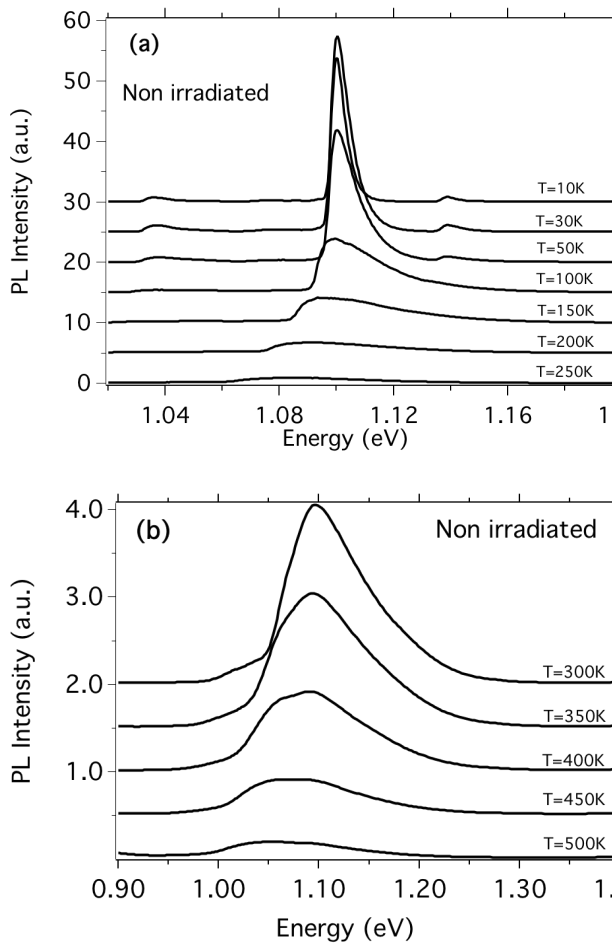 (a)
Non irradiated
PL Intensity (a.u.)
60
50
40
30
20
10
0
T=10K
T=30K
T=50K
T=100K
T=150K
T=200K
T=250K
1.04
1.08
1.12
1.16
1
Energy (eV)
(b)
Non irradiated
PL Intensity (a.u.)
4.0
3.0
2.0
1.0
T=300K
T=350K
T=400K
T=450K
T=500K
0.90
1.00
1.10
1.20
1.30
1.
Energy (eV)